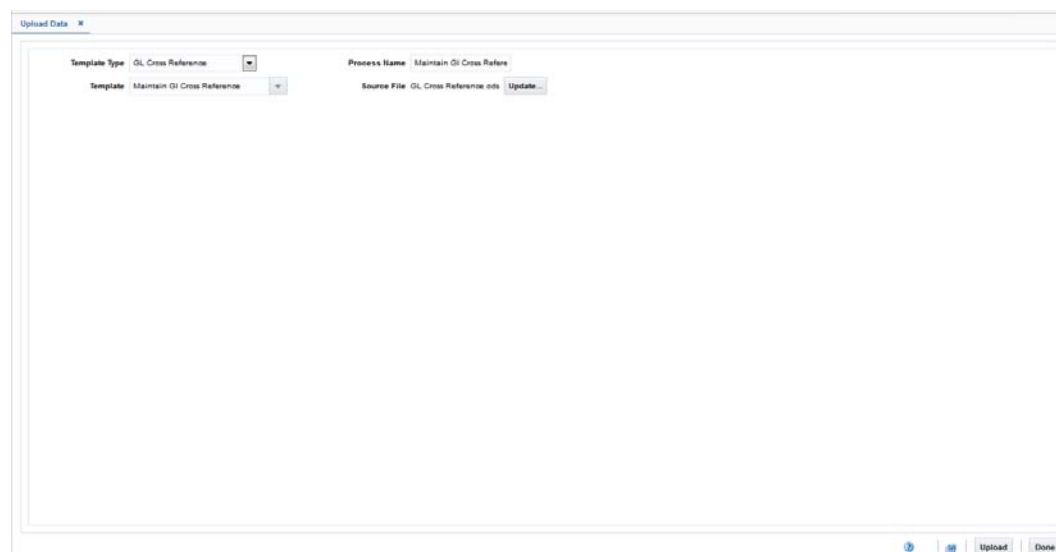 Upload Data ×
Template Type GL Cross Reference Process Name Maintain Gl Cross Refere
Template Maintain Gl Cross Reference Source File GL Cross Reference.ods Update...
Upload Done